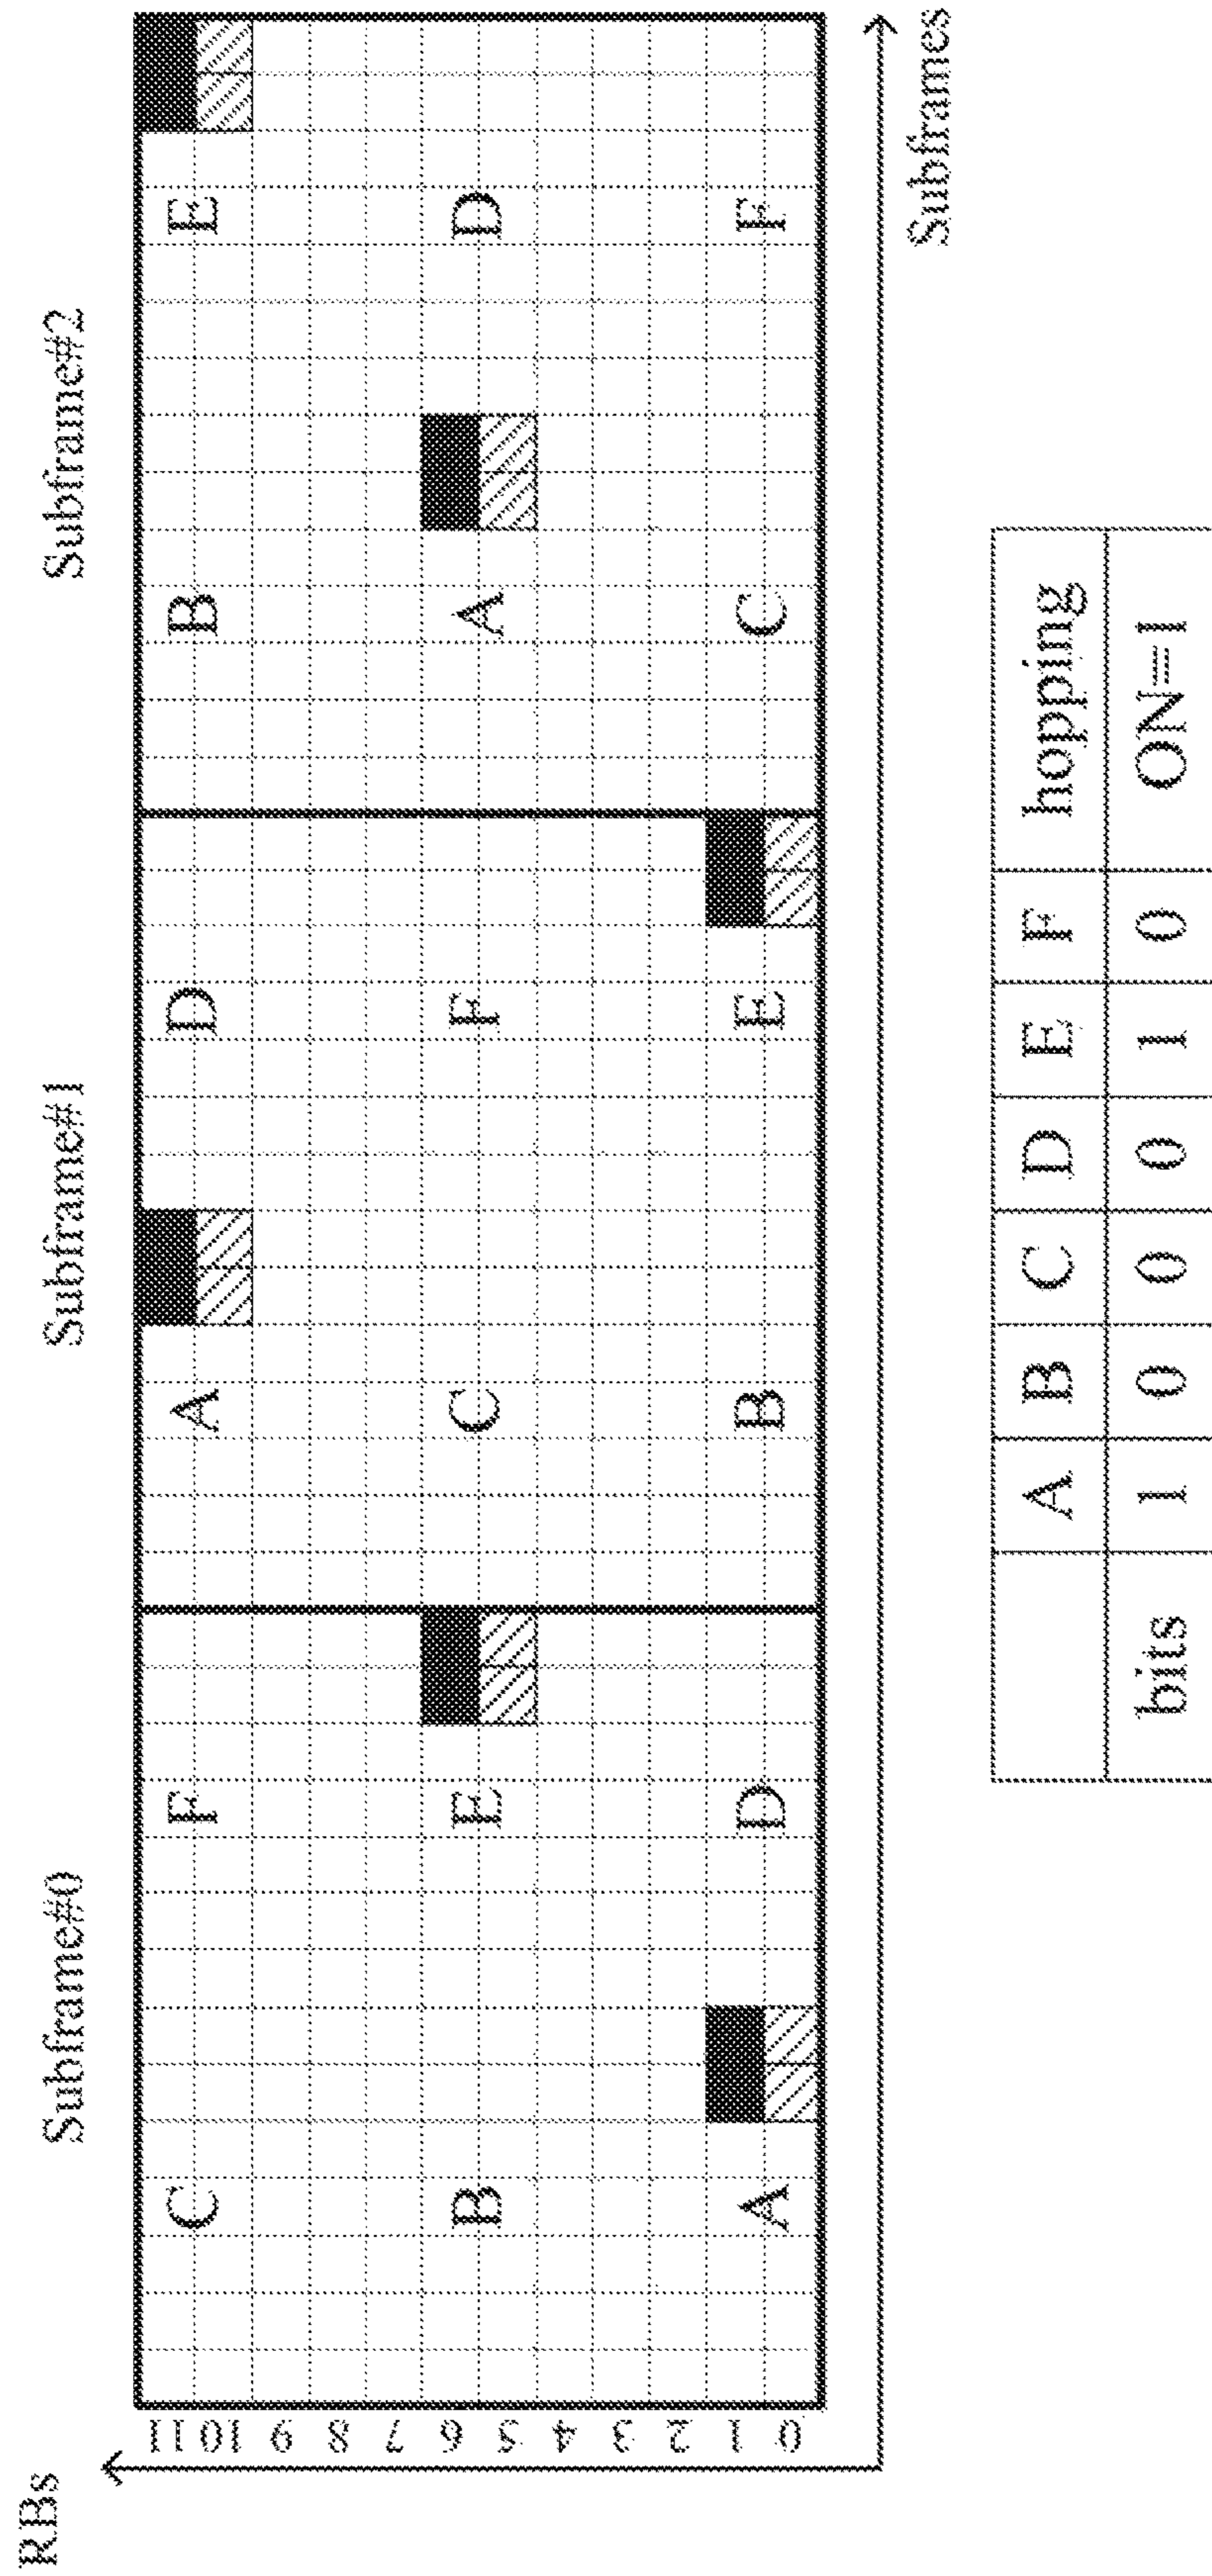 RBs
Subframe#0
Subframe#1
Subframe#2
11
10
9
8
7
6
5
4
3
2
1
0
C F A D B E
B E C F A D
A D B E C F
Subframes
A B C D E F hopping
bits 1 0 0 0 1 0 ON=1